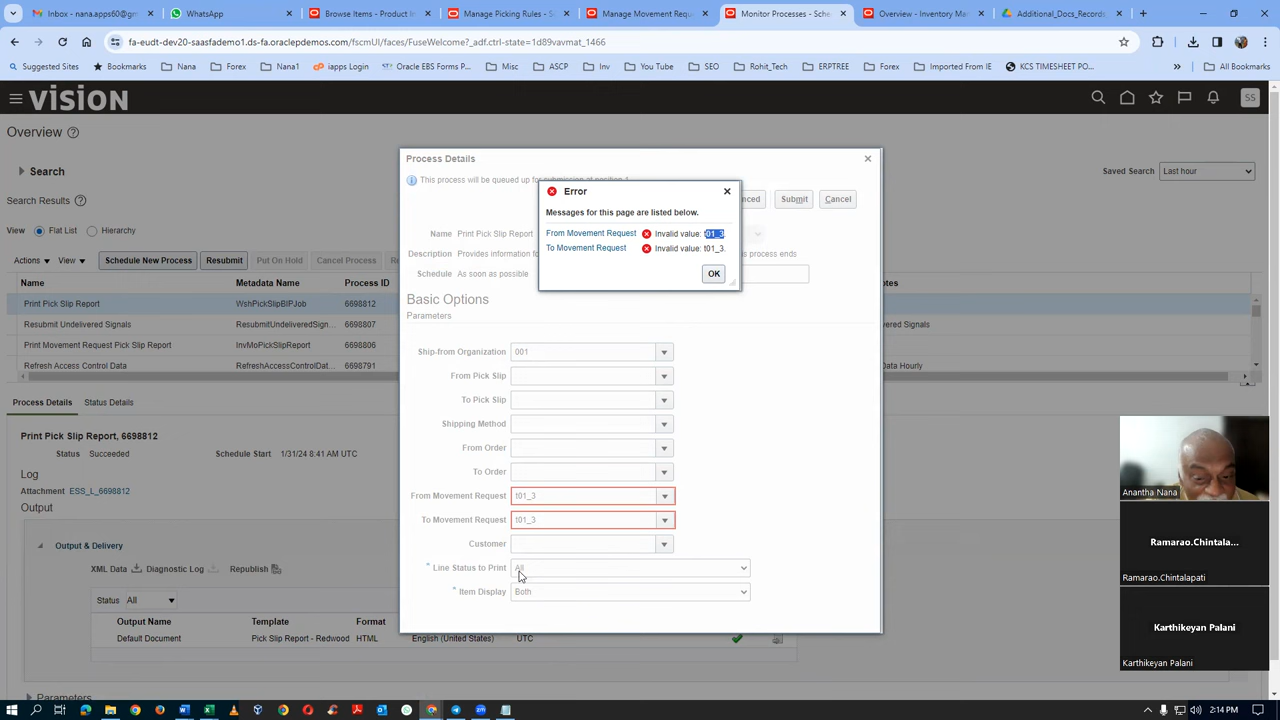 nana.apps60@gm
WhatsApp
Browse Items - Product In
Manage Picking Rules - S
Manage Movement Reque
Monitor Processes - Sche
Overview - Inventory Ma
Additional_Docs_Records
fa-eudt-dev20-saasfademo1.ds-fa.oraclepdemos.com/fscmUI/faces/FuseWelcome?_adf.ctrl-state=1d89vavmat_1466
Suggested Sites
Bookmarks
Nana
Forex
Nana1
iapps Login
Oracle EBS Forms...
Misc
ASCP
Inv
YouTube
SEO
Rohit_Tech
ERPTREE
Forex
Imported From IE
KCS TIMESHEET PO...
All Bookmarks
VISION
SS
Overview
Search
Saved Search
Last hour
Search Results
View
Flat List
Hierarchy
Actions
View
Schedule New Process
Resubmit
Put On Hold
Cancel Process
Name
Metadata Name
Process ID
Print Pick Slip Report
WshPickSlipBIPJob
6698812
Resubmit Undelivered Signals
ResubmitUndeliveredSign...
6698807
Print Movement Request Pick Slip Report
InvMoPickSlipReport
6698806
Refresh Access Control Data
RefreshAccessControlDat...
6698791
Process Details
Status Details
Print Pick Slip Report, 6698812
Status
Succeeded
Schedule Start
1/31/24 8:41 AM UTC
Log
Attachment
ESS_L_6698812
Output
Output & Delivery
XML Data
Diagnostic Log
Republish
Status
All
Output Name
Template
Format
Default Document
Pick Slip Report - Redwood
HTML
English (United States)
UTC
Parameters
Process Details
This process will be queued up for submission at position 1
Submit
Cancel
Name
Print Pick Slip Report
Description
Schedule
As soon as possible
Basic Options
Parameters
Ship-from Organization
001
From Pick Slip
To Pick Slip
Shipping Method
From Order
To Order
From Movement Request
t01_3
To Movement Request
t01_3
Customer
* Line Status to Print
All
* Item Display
Both
Error
Messages for this page are listed below.
From Movement Request
Invalid value: t01_3.
To Movement Request
Invalid value: t01_3.
OK
Anantha Nana
Ramarao.Chintala...
Ramarao.Chintalapati
Karthikeyan Palani
Karthikeyan Palani
2:14 PM